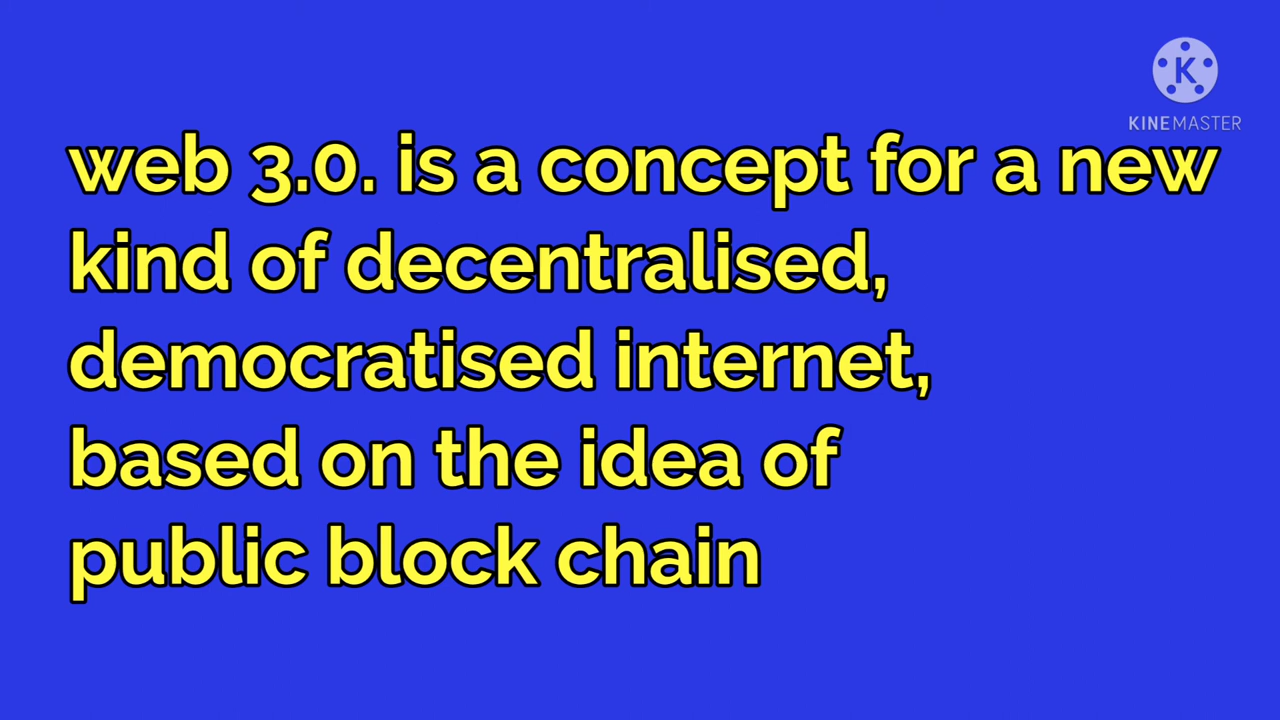 K
KINEMASTER
web 3.0. is a concept for a new
kind of decentralised,
democratised internet,
based on the idea of
public block chain